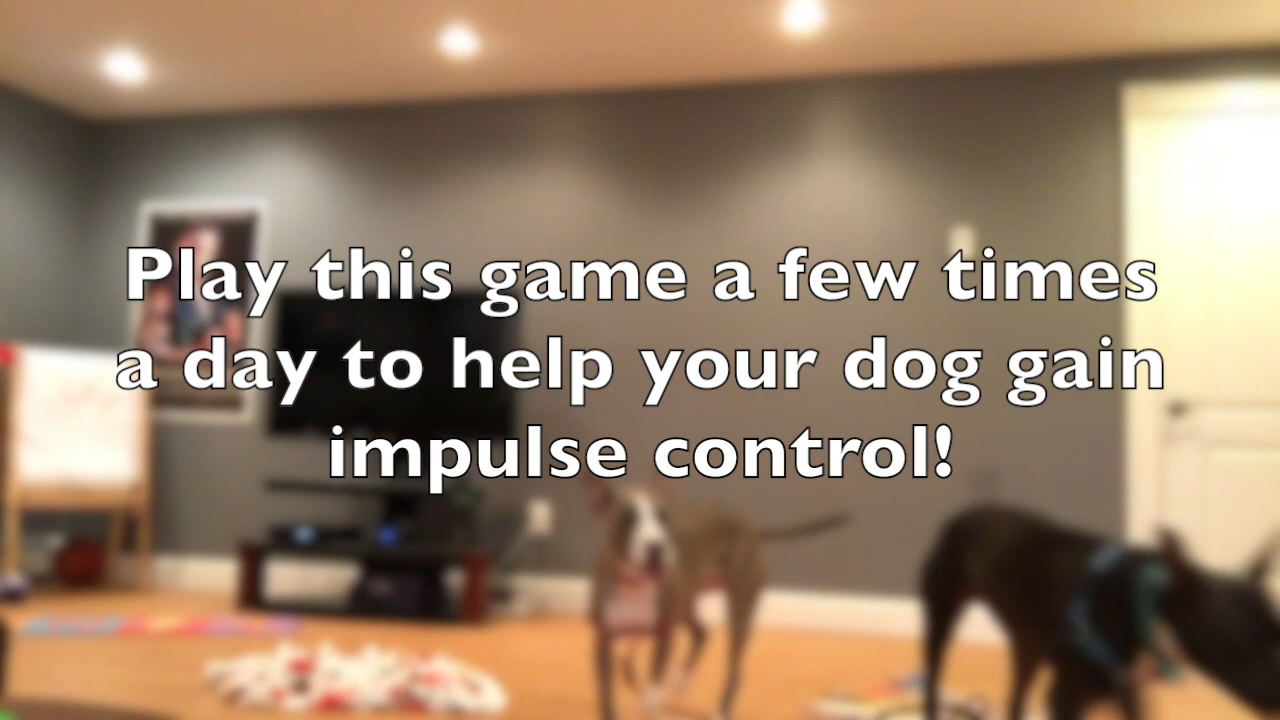 Play this game a few times
a day to help your dog gain
impulse control!